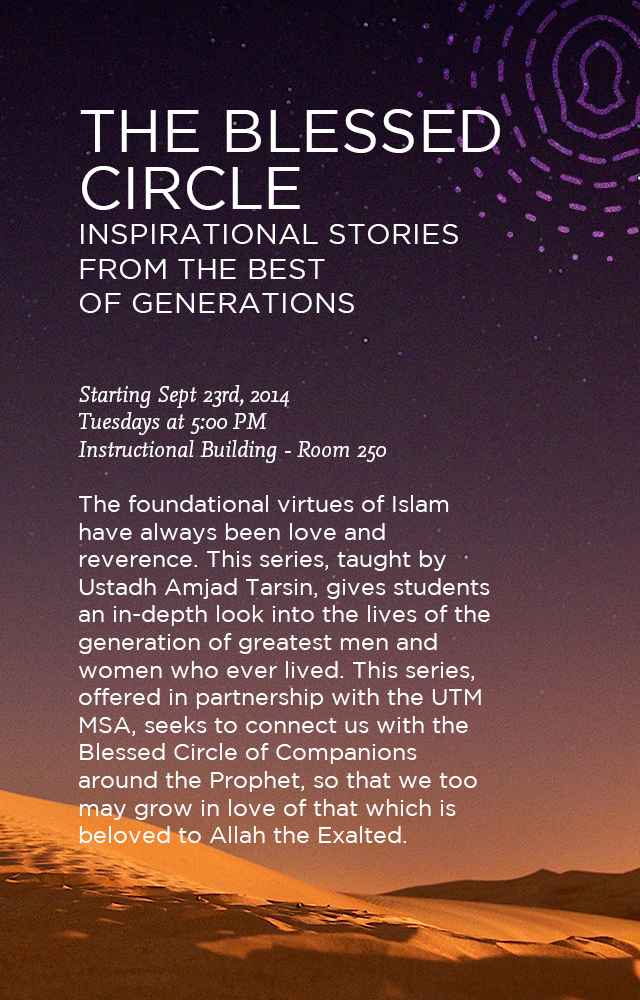 THE BLESSED
CIRCLE
INSPIRATIONAL STORIES
FROM THE BEST
OF GENERATIONS
Starting Sept 23rd, 2014
Tuesdays at 5:00 PM
Instructional Building - Room 250
The foundational virtues of Islam
have always been love and
reverence. This series, taught by
Ustadh Amjad Tarsin, gives students
an in-depth look into the lives of the
generation of greatest men and
women who ever lived. This series,
offered in partnership with the UTM
MSA, seeks to connect us with the
Blessed Circle of Companions
around the Prophet, so that we too
may grow in love of that which is
beloved to Allah the Exalted.